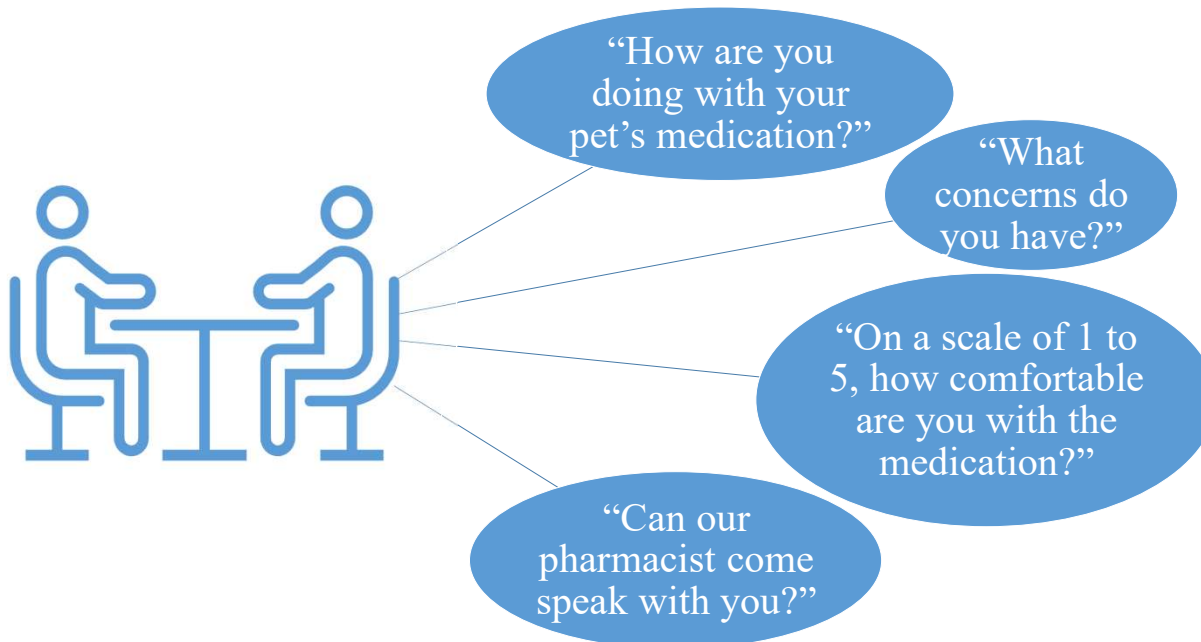 “How are you
doing with your
pet’s medication?”
“What
concerns do
you have?”
“On a scale of 1 to
5, how comfortable
are you with the
medication?”
“Can our
pharmacist come
speak with you?”